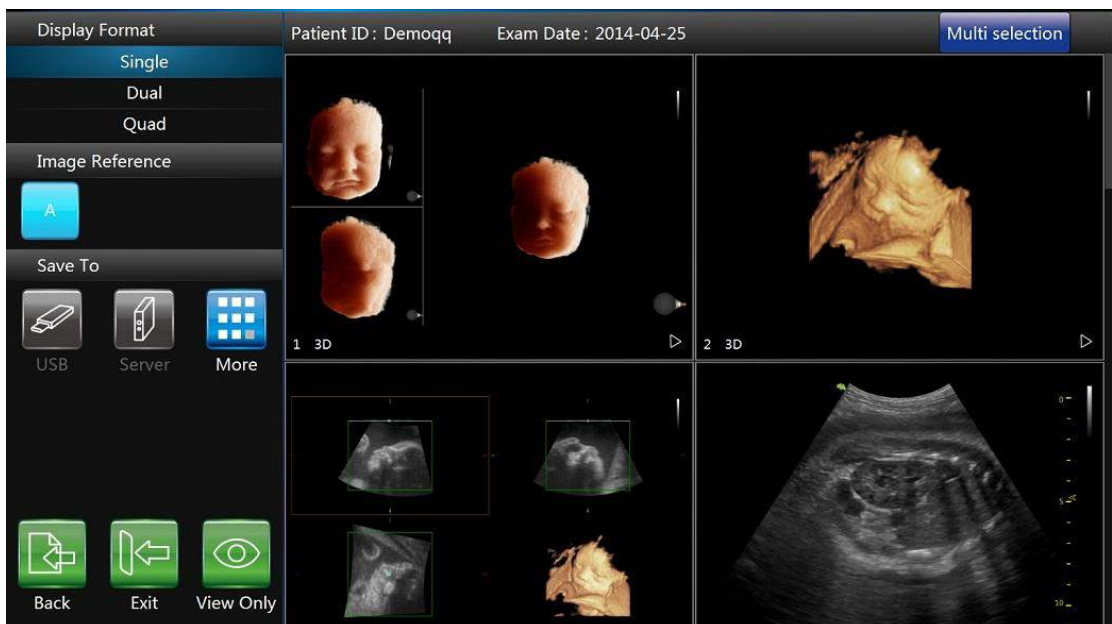 Display Format
Single
Dual
Quad
Image Reference
A
Save To
USB
Server
More
Back
Exit
View Only
Patient ID : Demoqq Exam Date : 2014-04-25
Multi selection
1 3D
2 3D
0
5
10